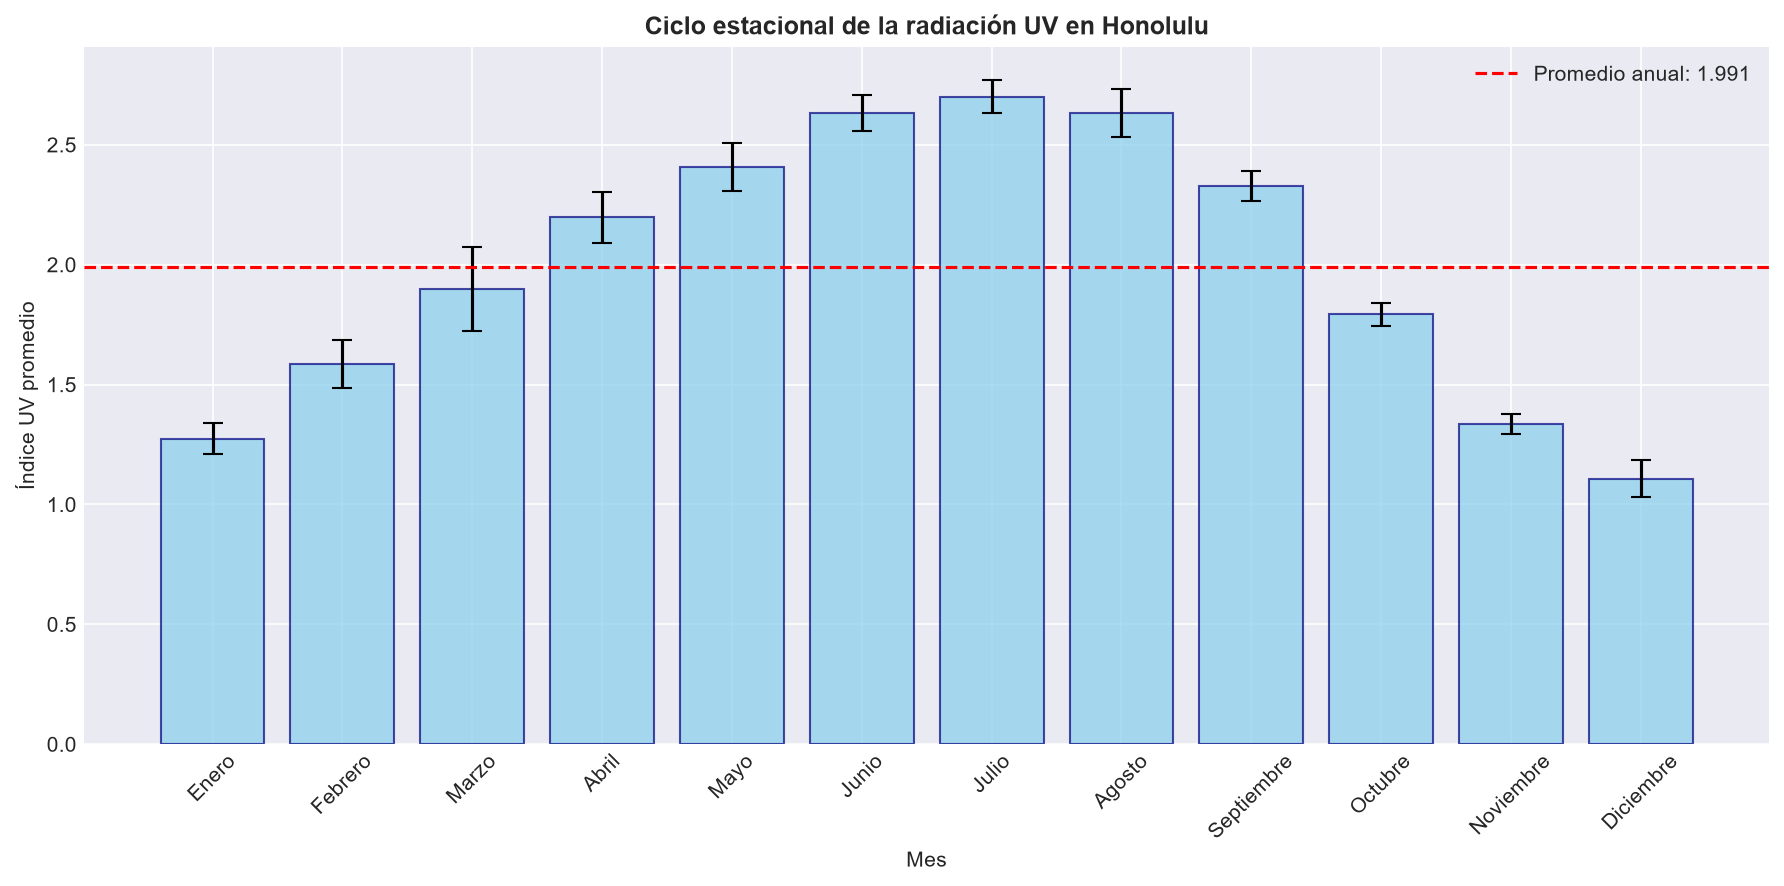 Ciclo estacional de la radiación UV en Honolulu
Promedio anual: 1.991
Índice UV promedio
2.5
2.0
1.5
1.0
0.5
0.0
Enero
Febrero
Marzo
Abril
Mayo
Junio
Julio
Agosto
Septiembre
Octubre
Noviembre
Diciembre
Mes